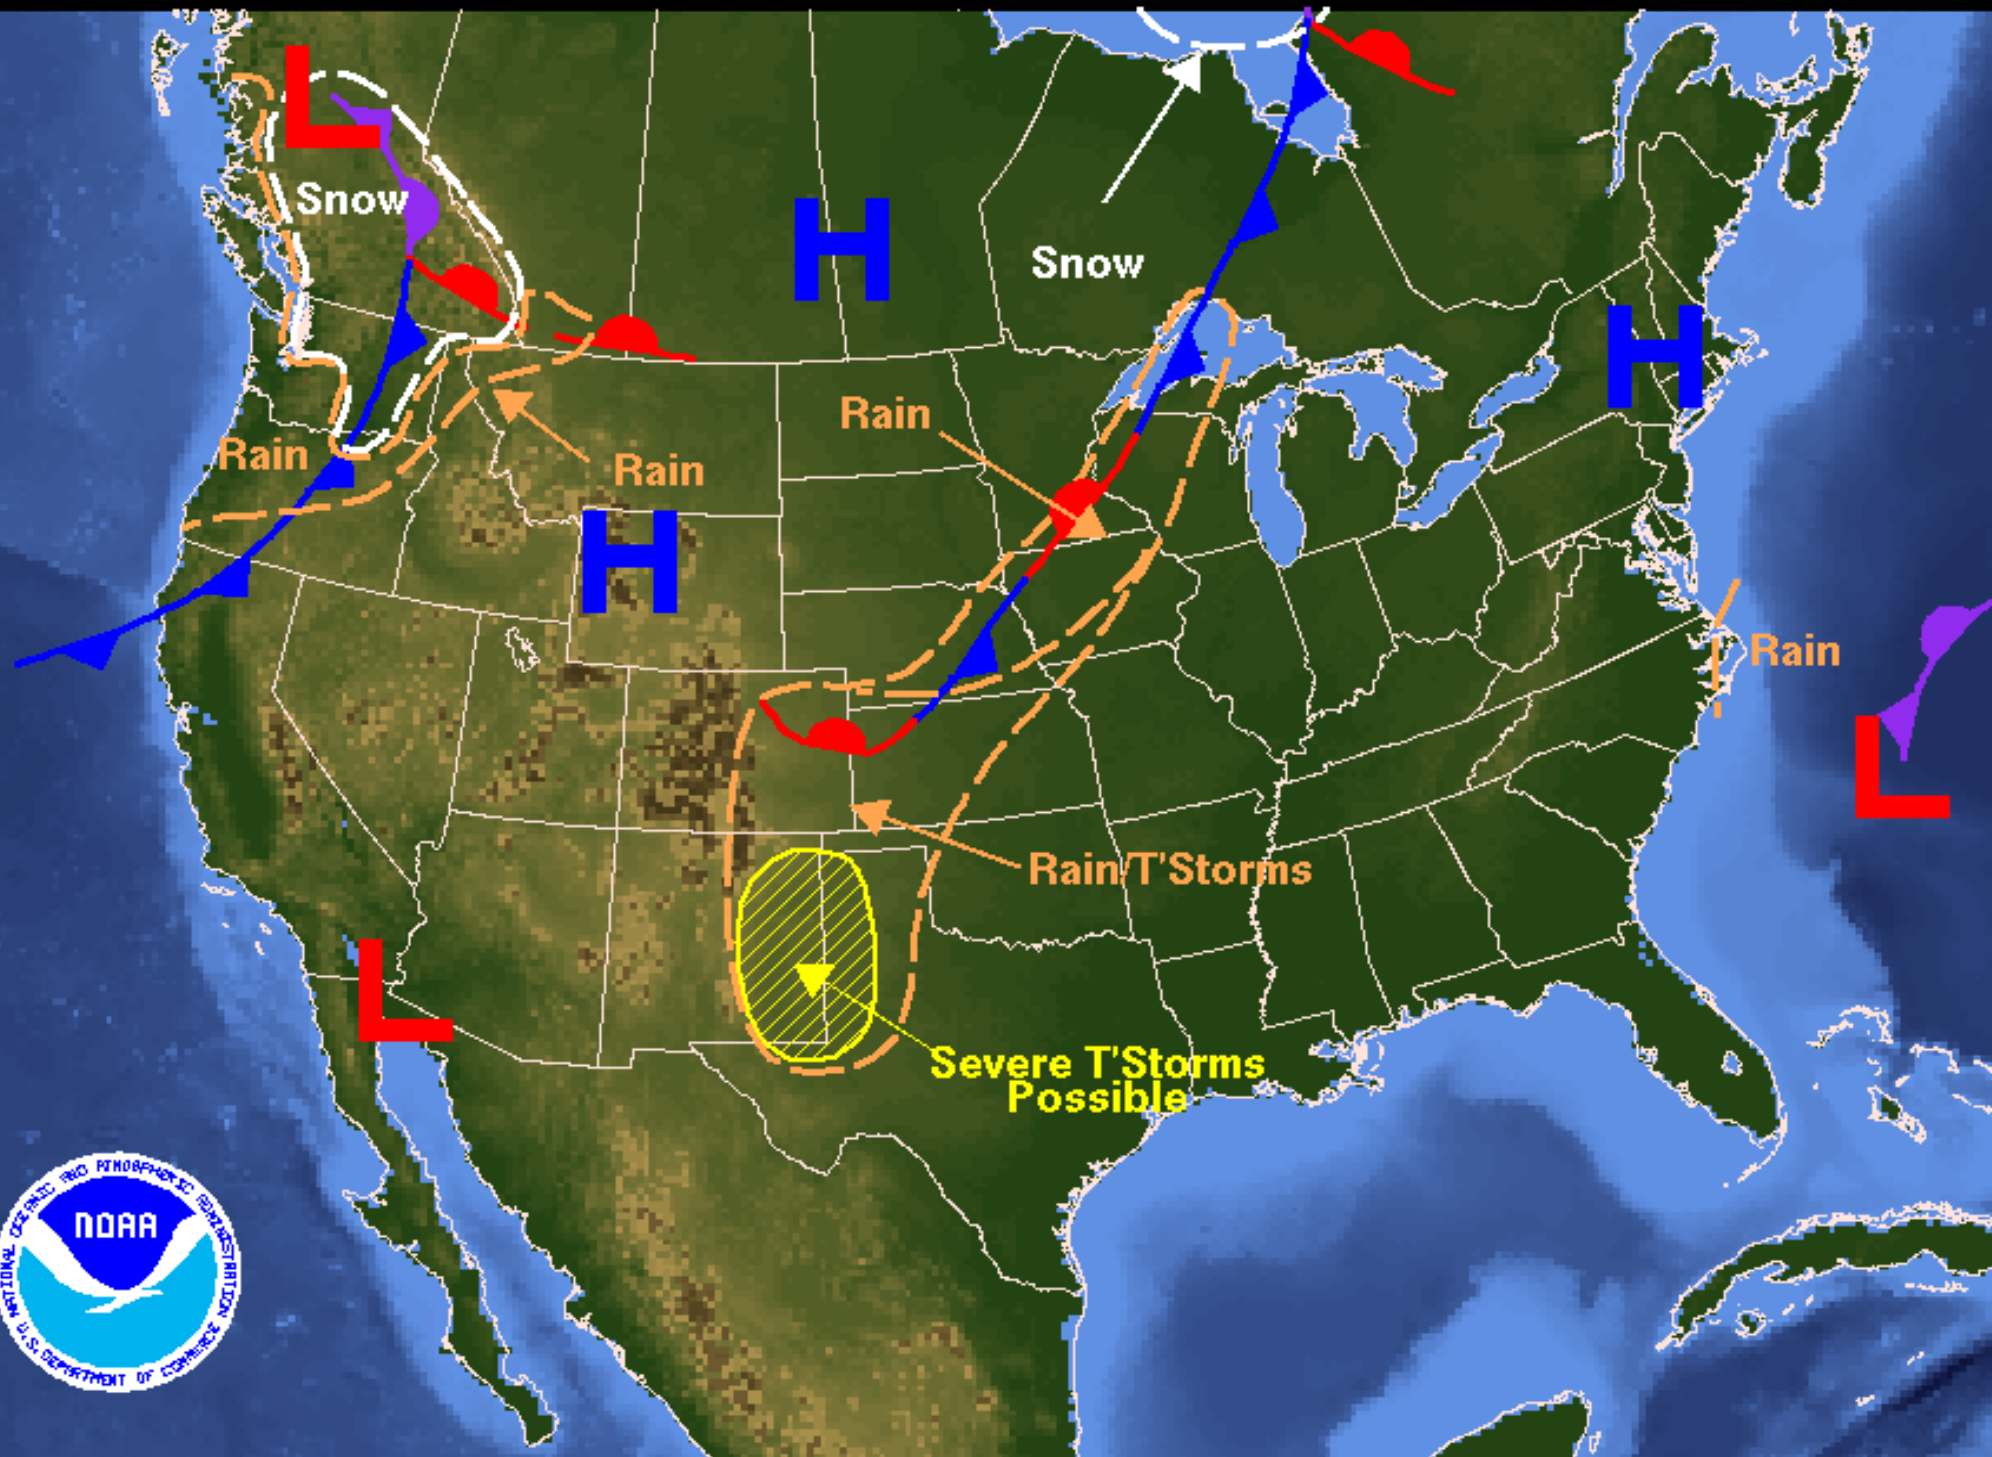 L
Snow
H
Snow
H
Rain
Rain
Rain
H
Rain
L
Rain/T'Storms
L
Severe T'Storms
Possible
NATIONAL OCEANIC AND ATMOSPHERIC ADMINISTRATION
NOAA
U.S. DEPARTMENT OF COMMERCE